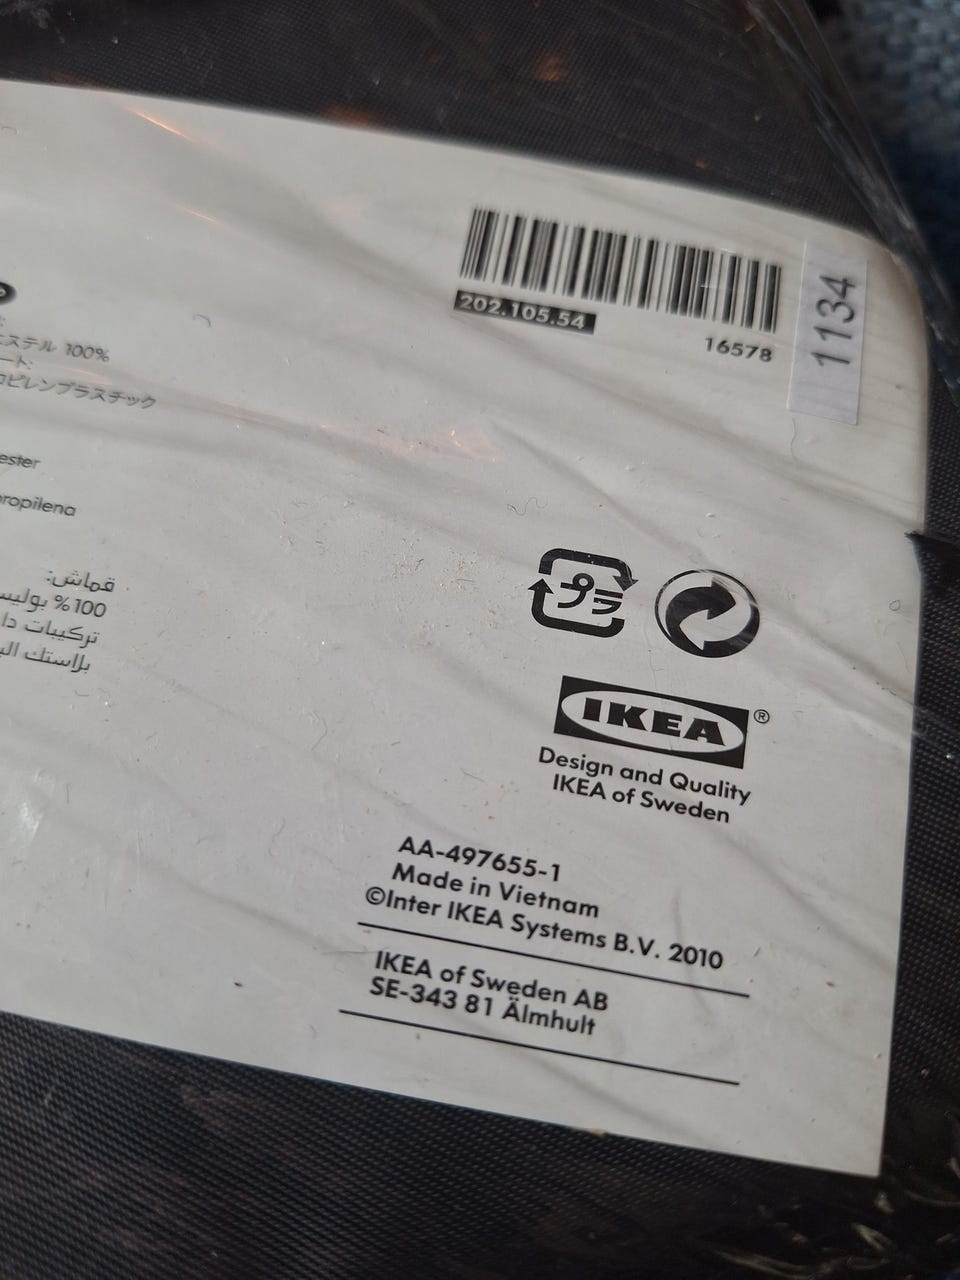 202.105.54
16578
1134
エステル 100%
ート:
ロピレンプラスチック
ester
propilena
قماش:
100% بوليس
تركيبات دا
بلاستك الب
プラ
IKEA®
Design and Quality
IKEA of Sweden
AA-497655-1
Made in Vietnam
©Inter IKEA Systems B.V. 2010
IKEA of Sweden AB
SE-343 81 Älmhult